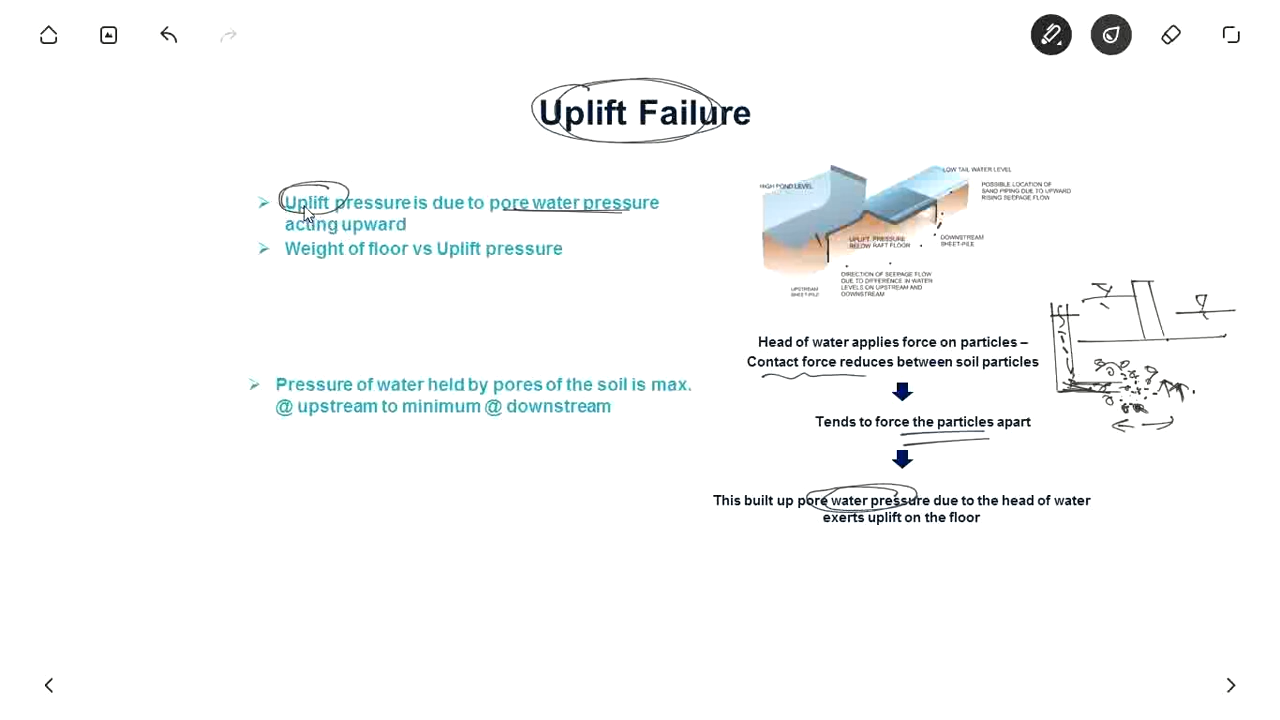 Uplift Failure
Uplift pressure is due to pore water pressure
acting upward
Weight of floor vs Uplift pressure
Pressure of water held by pores of the soil is max.
@ upstream to minimum @ downstream
HIGH POND LEVEL
LOW TAIL WATER LEVEL
POSSIBLE LOCATION OF
SAND PIPING DUE TO UPWARD
RISING SEEPAGE FLOW
UPLIFT PRESSURE
BELOW RAFT FLOOR
DOWNSTREAM
SHEET-PILE
DIRECTION OF SEEPAGE FLOW
DUE TO DIFFERENCE IN WATER
LEVELS ON UPSTREAM AND
DOWNSTREAM
UPSTREAM
SHEET-PILE
Head of water applies force on particles –
Contact force reduces between soil particles
Tends to force the particles apart
This built up pore water pressure due to the head of water
exerts uplift on the floor